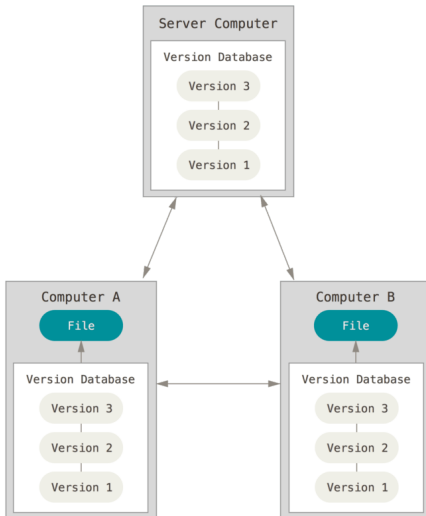 Server Computer
Version Database
Version 3
Version 2
Version 1
Computer A
File
Version Database
Version 3
Version 2
Version 1
Computer B
File
Version Database
Version 3
Version 2
Version 1